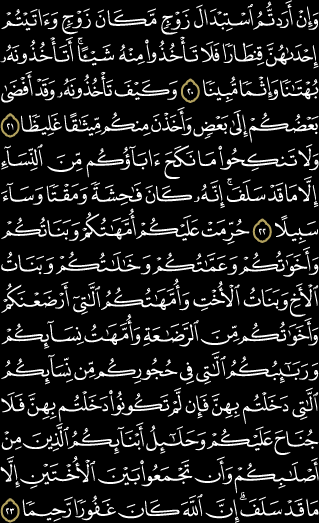 وَإِنْ أَرَدتُّمُ ٱسْتِبْدَالَ زَوْجٍ مَّكَانَ زَوْجٍ وَءَاتَيْتُمْ
إِحْدَىٰهُنَّ قِنطَارًا فَلَا تَأْخُذُوا۟ مِنْهُ شَيْـًٔا ۚ أَتَأْخُذُونَهُۥ
بُهْتَٰنًا وَإِثْمًا مُّبِينًا ٢٠ وَكَيْفَ تَأْخُذُونَهُۥ وَقَدْ أَفْضَىٰ
بَعْضُكُمْ إِلَىٰ بَعْضٍ وَأَخَذْنَ مِنكُم مِّيثَٰقًا غَلِيظًا ٢١
وَلَا تَنكِحُوا۟ مَا نَكَحَ ءَابَآؤُكُم مِّنَ ٱلنِّسَآءِ
إِلَّا مَا قَدْ سَلَفَ ۚ إِنَّهُۥ كَانَ فَٰحِشَةً وَمَقْتًا وَسَآءَ
سَبِيلًا ٢٢ حُرِّمَتْ عَلَيْكُمْ أُمَّهَٰتُكُمْ وَبَنَاتُكُمْ
وَأَخَوَٰتُكُمْ وَعَمَّٰتُكُمْ وَخَٰلَٰتُكُمْ وَبَنَاتُ
ٱلْأَخِ وَبَنَاتُ ٱلْأُخْتِ وَأُمَّهَٰتُكُمُ ٱلَّٰتِىٓ أَرْضَعْنَكُمْ
وَأَخَوَٰتُكُم مِّنَ ٱلرَّضَٰعَةِ وَأُمَّهَٰتُ نِسَآئِكُمْ
وَرَبَٰٓئِبُكُمُ ٱلَّٰتِى فِى حُجُورِكُم مِّن نِّسَآئِكُمُ
ٱلَّٰتِى دَخَلْتُم بِهِنَّ فَإِن لَّمْ تَكُونُوا۟ دَخَلْتُم بِهِنَّ فَلَا
جُنَاحَ عَلَيْكُمْ وَحَلَٰٓئِلُ أَبْنَآئِكُمُ ٱلَّذِينَ مِنْ
أَصْلَٰبِكُمْ وَأَن تَجْمَعُوا۟ بَيْنَ ٱلْأُخْتَيْنِ إِلَّا
مَا قَدْ سَلَفَ ۗ إِنَّ ٱللَّهَ كَانَ غَفُورًا رَّحِيمًا ٢٣